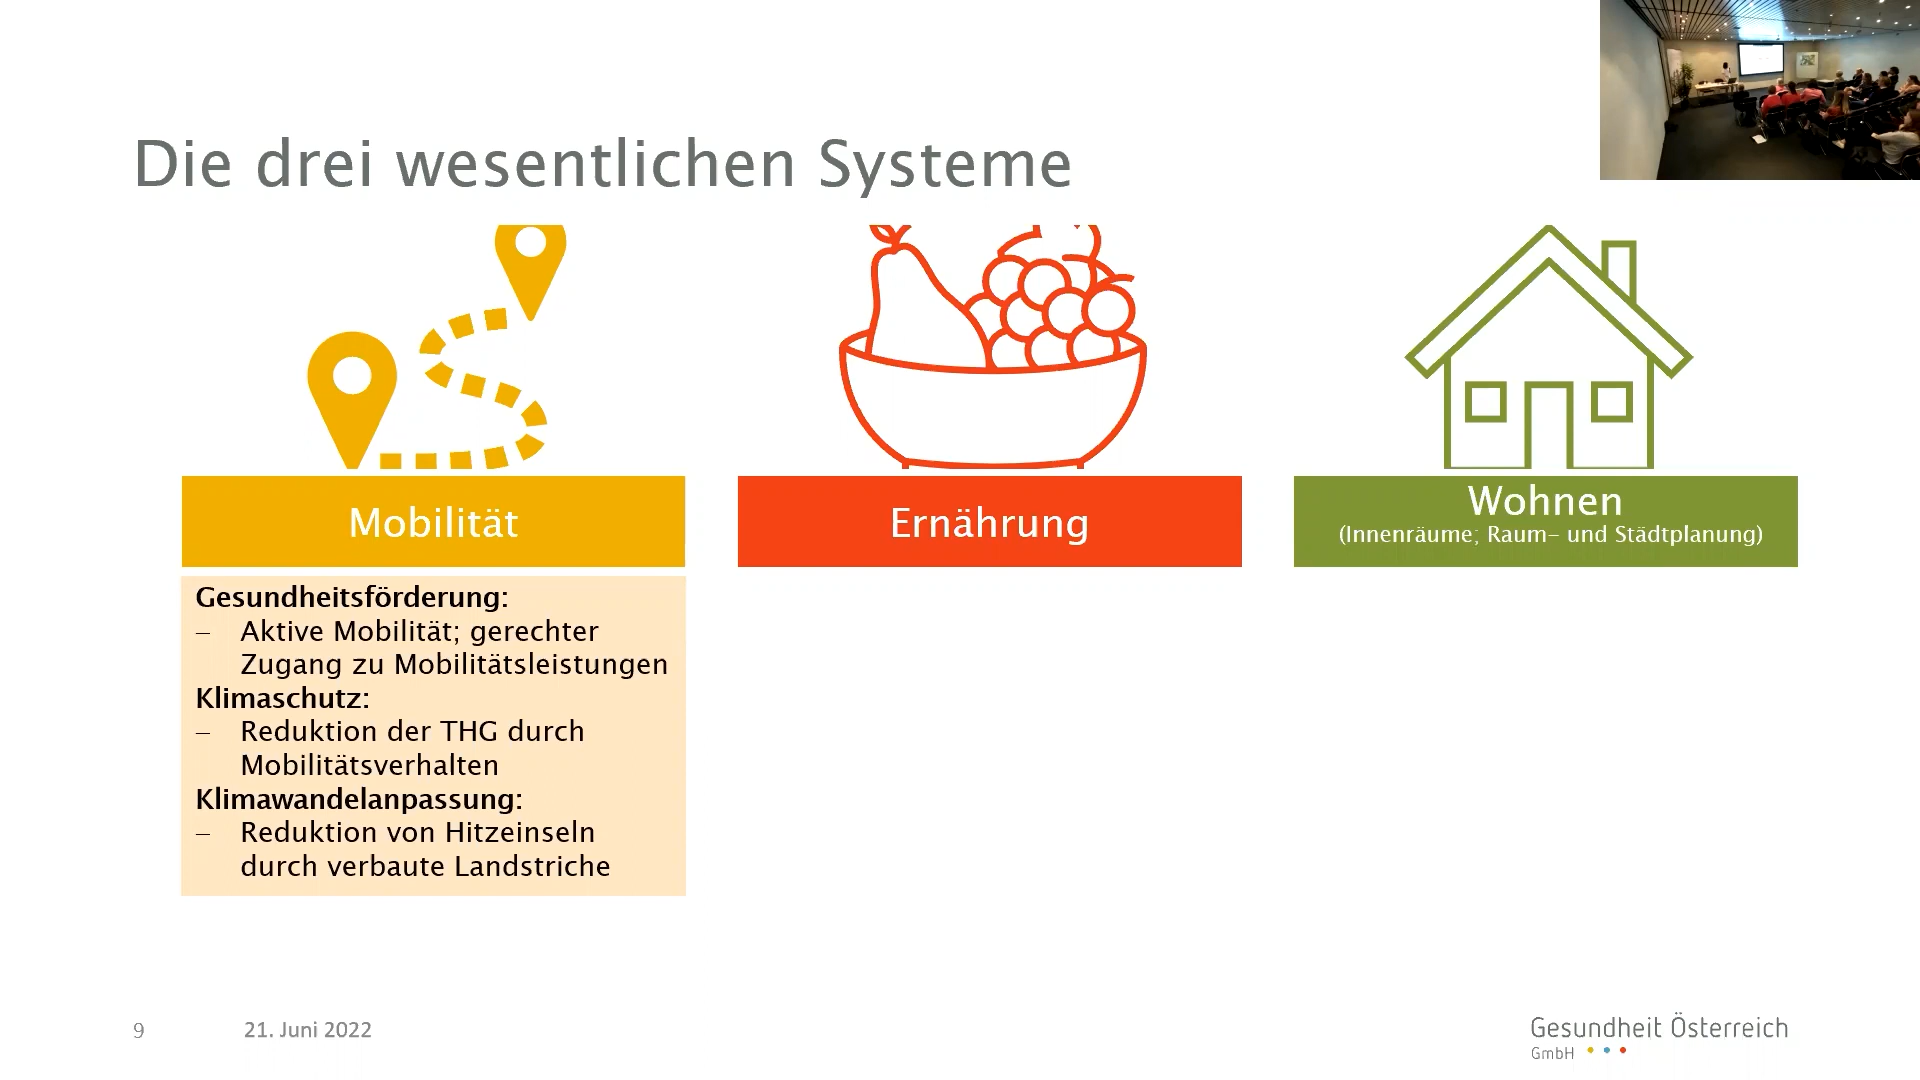 Die drei wesentlichen Systeme
Mobilität
Ernährung
Wohnen
(Innenräume; Raum- und Städtplanung)
Gesundheitsförderung:
– Aktive Mobilität; gerechter
Zugang zu Mobilitätsleistungen
Klimaschutz:
– Reduktion der THG durch
Mobilitätsverhalten
Klimawandelanpassung:
– Reduktion von Hitzeinseln
durch verbaute Landstriche
9
21. Juni 2022
Gesundheit Österreich
GmbH